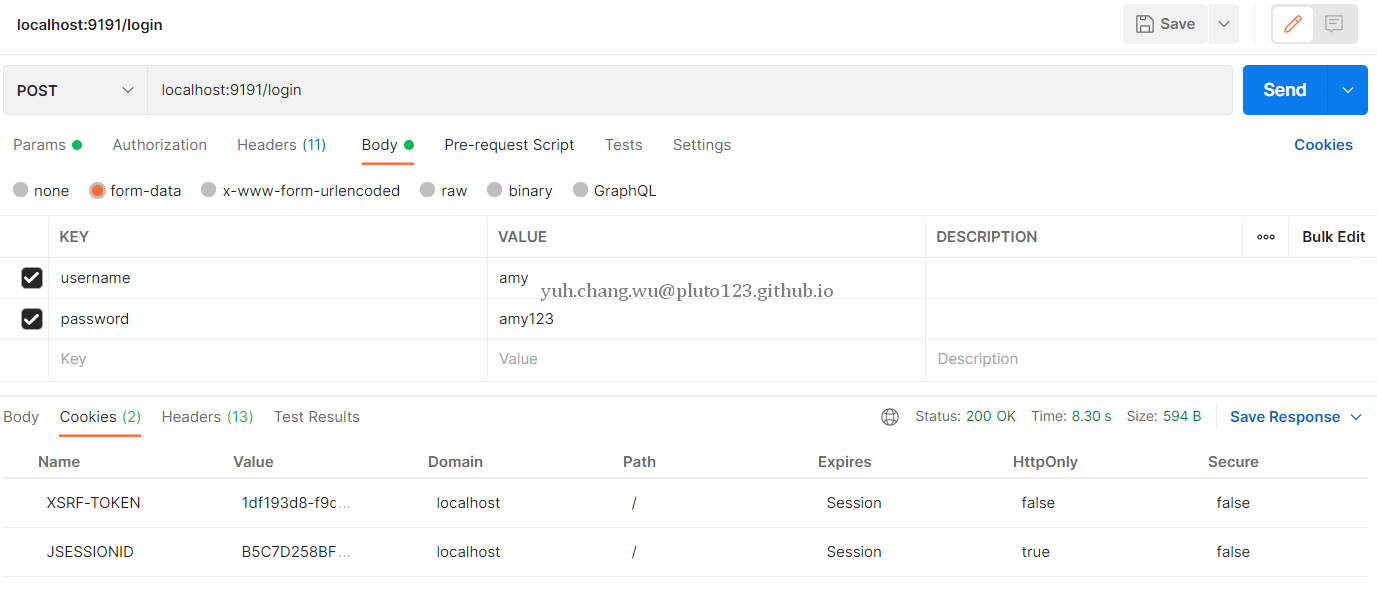 localhost:9191/login
Save
POST localhost:9191/login Send
Params Authorization Headers (11) Body Pre-request Script Tests Settings Cookies
none form-data x-www-form-urlencoded raw binary GraphQL
KEY VALUE DESCRIPTION ooo Bulk Edit
username amy
yuh.chang.wu@pluto123.github.io
password amy123
Key Value Description
Body Cookies (2) Headers (13) Test Results Status: 200 OK Time: 8.30 s Size: 594 B Save Response
Name Value Domain Path Expires HttpOnly Secure
XSRF-TOKEN 1df193d8-f9c... localhost / Session false false
JSESSIONID B5C7D258BF... localhost / Session true false